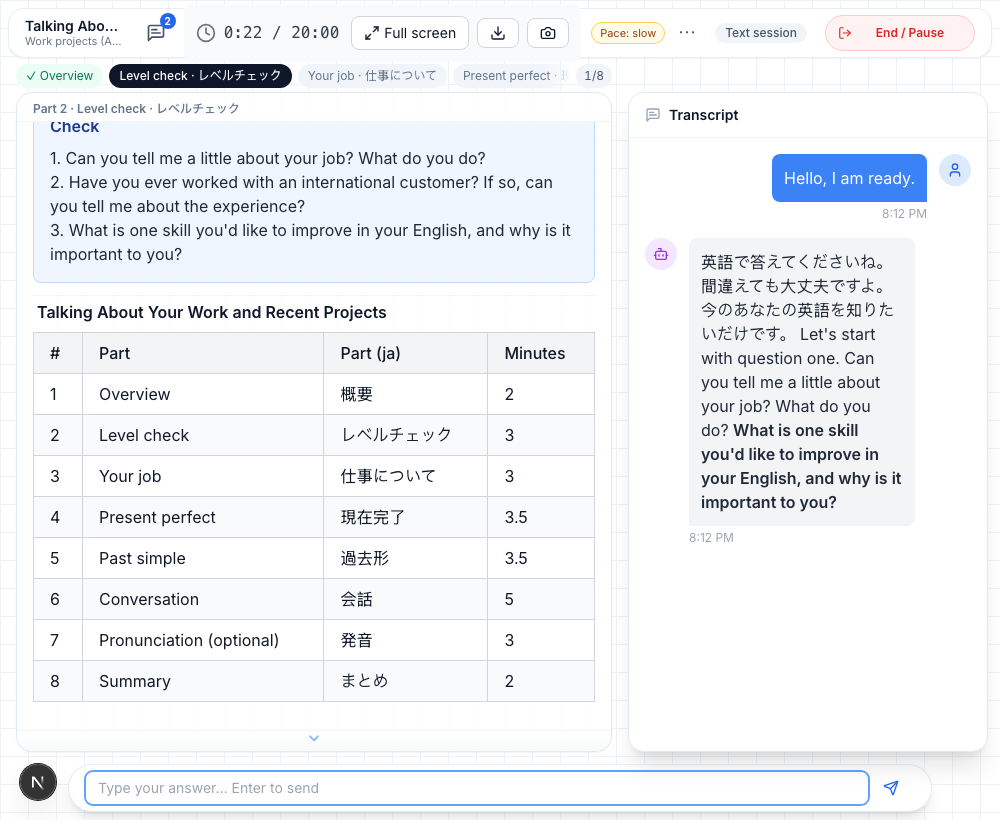 Talking Abo...
Work projects (A...
2
0:22 / 20:00
Full screen
Pace: slow
Text session
End / Pause
✓ Overview
Level check · レベルチェック
Your job · 仕事について
Present perfect ·
1/8
Part 2 · Level check · レベルチェック
Check
1. Can you tell me a little about your job? What do you do?
2. Have you ever worked with an international customer? If so, can
you tell me about the experience?
3. What is one skill you'd like to improve in your English, and why is it
important to you?
Talking About Your Work and Recent Projects
# Part Part (ja) Minutes
1 Overview 概要 2
2 Level check レベルチェック 3
3 Your job 仕事について 3
4 Present perfect 現在完了 3.5
5 Past simple 過去形 3.5
6 Conversation 会話 5
7 Pronunciation (optional) 発音 3
8 Summary まとめ 2
Transcript
Hello, I am ready.
8:12 PM
英語で答えてくださいね。
間違えても大丈夫ですよ。
今のあなたの英語を知りた
いだけです。 Let's start
with question one. Can
you tell me a little about
your job? What do you
do? What is one skill
you'd like to improve in
your English, and why is it
important to you?
8:12 PM
N
Type your answer... Enter to send